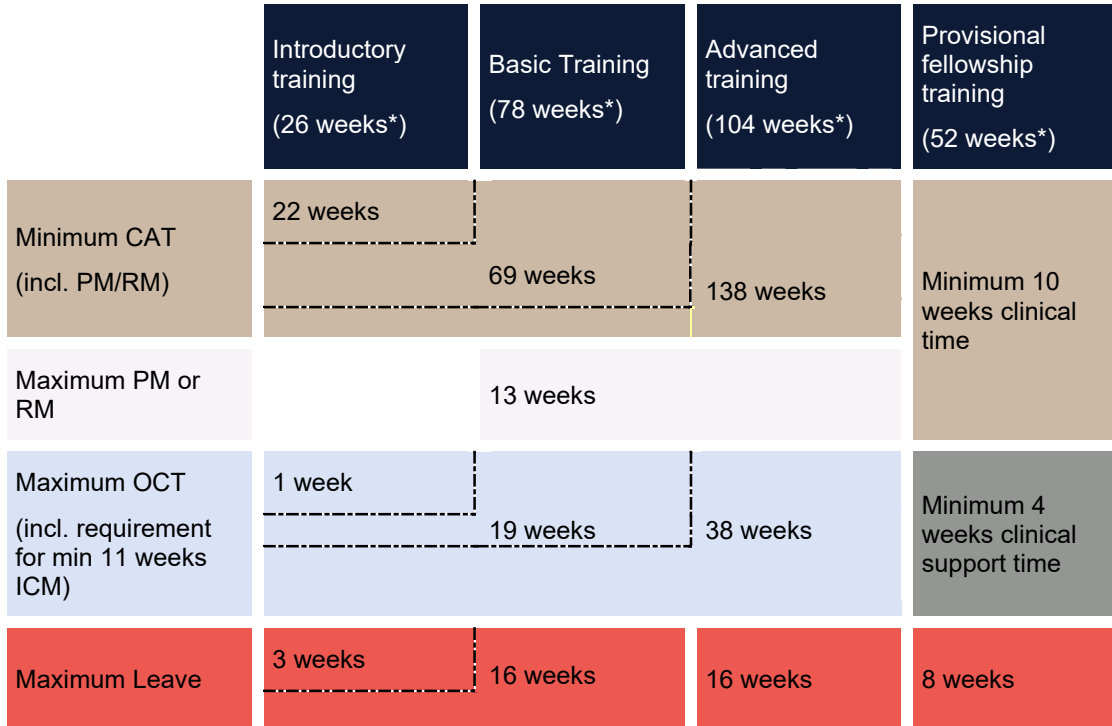 Introductory
training
(26 weeks*)
Basic Training
(78 weeks*)
Advanced
training
(104 weeks*)
Provisional
fellowship
training
(52 weeks*)
Minimum CAT
(incl. PM/RM)
22 weeks
69 weeks
138 weeks
Minimum 10
weeks clinical
time
Maximum PM or
RM
13 weeks
Maximum OCT
(incl. requirement
for min 11 weeks
ICM)
1 week
19 weeks
38 weeks
Minimum 4
weeks clinical
support time
Maximum Leave
3 weeks
16 weeks
16 weeks
8 weeks